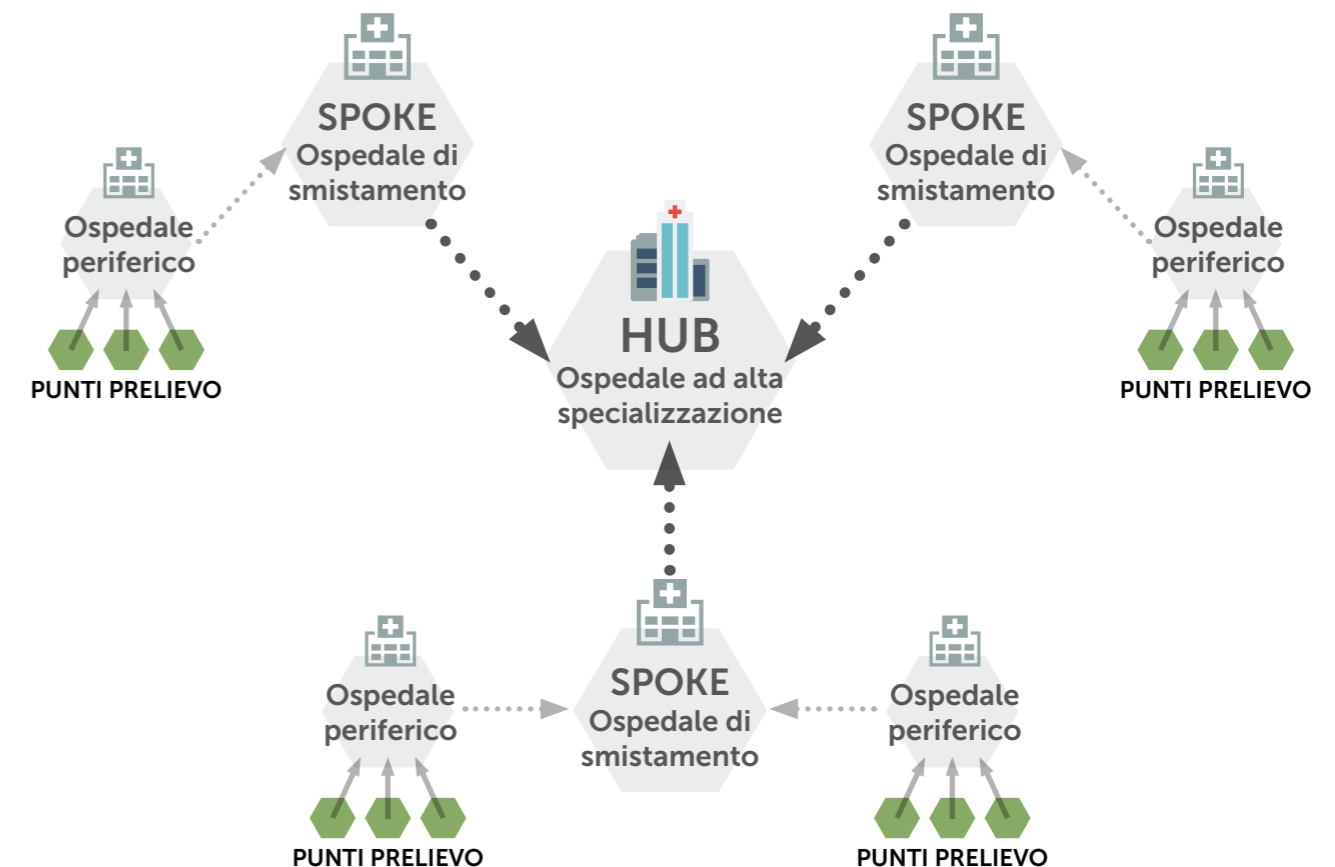 SPOKE
Ospedale di
smistamento
SPOKE
Ospedale di
smistamento
Ospedale
periferico
PUNTI PRELIEVO
Ospedale
periferico
PUNTI PRELIEVO
HUB
Ospedale ad alta
specializzazione
Ospedale
periferico
PUNTI PRELIEVO
SPOKE
Ospedale di
smistamento
Ospedale
periferico
PUNTI PRELIEVO